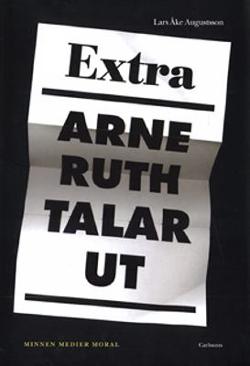 Lars Åke Augustsson
Extra
ARNE
RUTH
TALAR
UT
MINNEN MEDIER MORAL
Carlssons